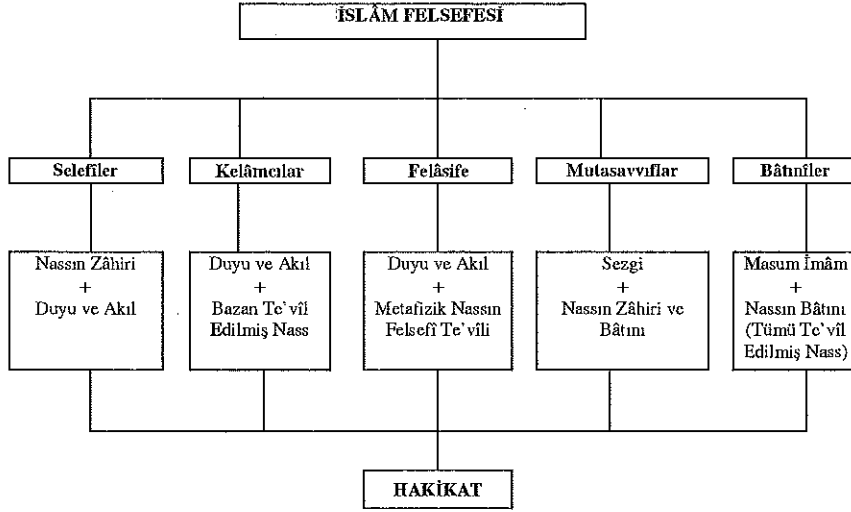 İSLÂM FELSEFESİ
Selefîler
Kelâmcılar
Felâsife
Mutasavvıflar
Bâtınîler
Nassın Zâhiri
+
Duyu ve Akıl
Duyu ve Akıl
+
Bazan Te'vîl
Edilmiş Nass
Duyu ve Akıl
+
Metafizik Nassın
Felsefî Te'vîli
Sezgi
+
Nassın Zâhiri ve
Bâtını
Masum İmâm
+
Nassın Bâtını
(Tümü Te'vîl
Edilmiş Nass)
HAKİKAT